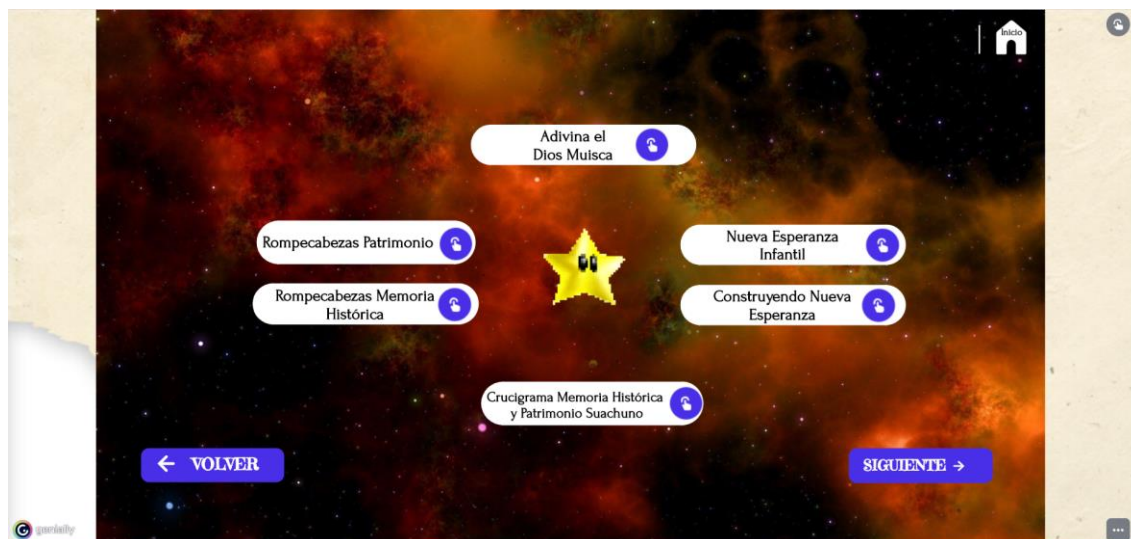 Inicio
Adivina el
Dios Muisca
Rompecabezas Patrimonio
Nueva Esperanza
Infantil
Rompecabezas Memoria
Histórica
Construyendo Nueva
Esperanza
Crucigrama Memoria Histórica
y Patrimonio Suachuno
VOLVER
SIGUIENTE
genially